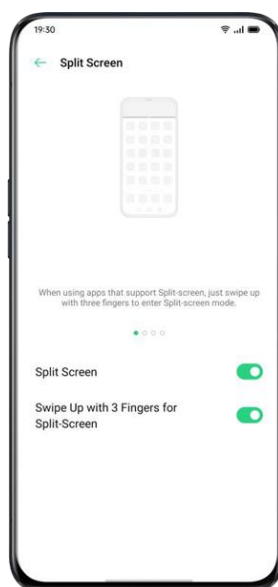 19:30
Split Screen
When using apps that support Split-screen, just swipe up
with three fingers to enter Split-screen mode.
Split Screen
Swipe Up with 3 Fingers for
Split-Screen